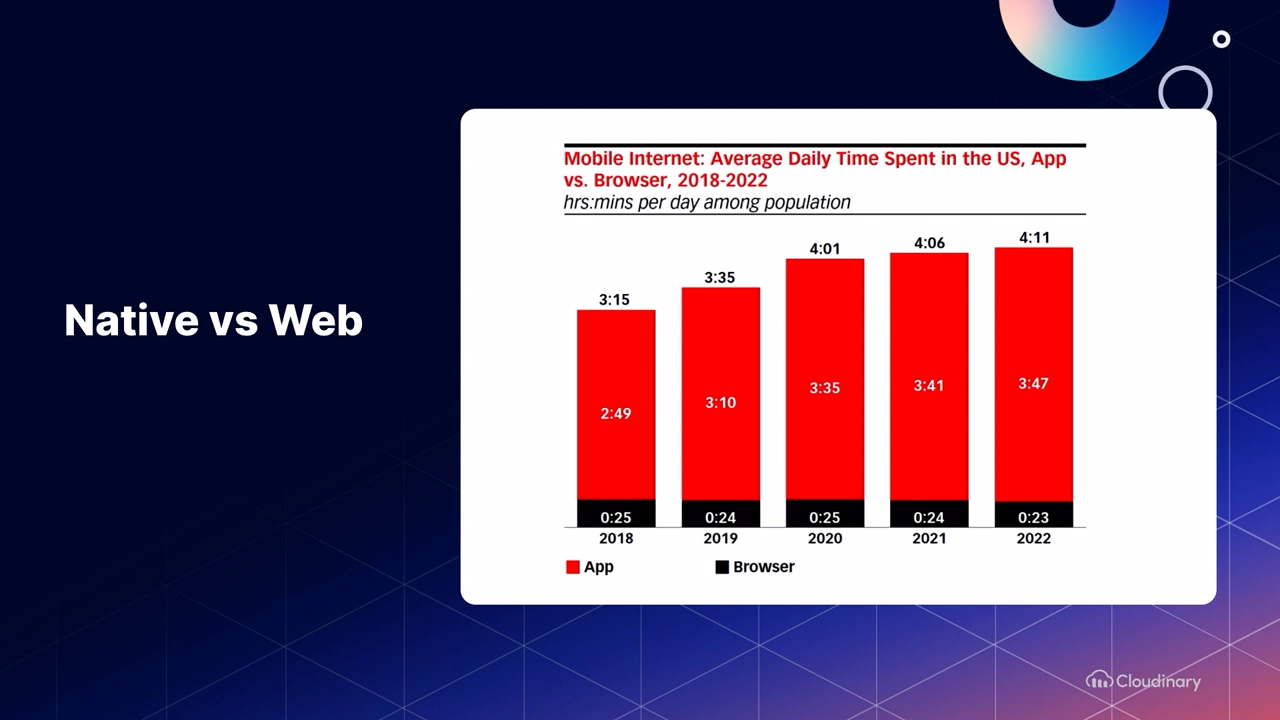 Native vs Web
Mobile Internet: Average Daily Time Spent in the US, App
vs. Browser, 2018-2022
hrs:mins per day among population
3:15
3:35
4:01
4:06
4:11
2:49
3:10
3:35
3:41
3:47
0:25
0:24
0:25
0:24
0:23
2018
2019
2020
2021
2022
App
Browser
Cloudinary